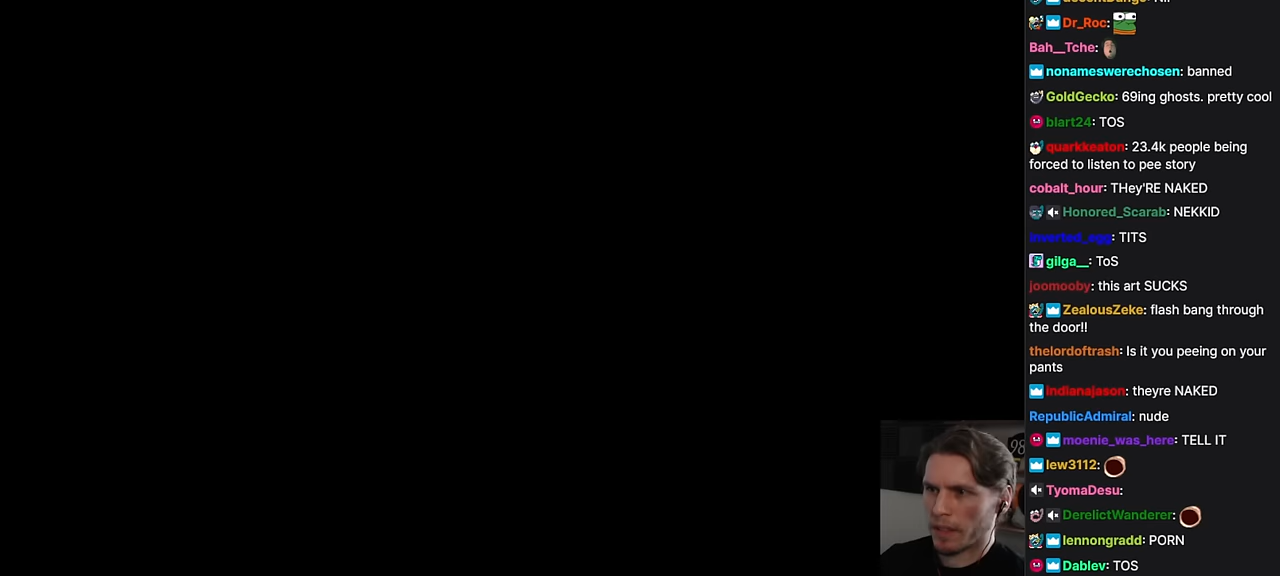 Dr_Roc:
Bah__Tche:
nonameswerechosen: banned
GoldGecko: 69ing ghosts. pretty cool
blart24: TOS
quarkkeaton: 23.4k people being
forced to listen to pee story
cobalt_hour: THey'RE NAKED
Honored_Scarab: NEKKID
inverted_egg: TITS
gilga__: ToS
joomooby: this art SUCKS
ZealousZeke: flash bang through
the door!!
thelordoftrash: Is it you peeing on your
pants
indianajason: theyre NAKED
RepublicAdmiral: nude
moenie_was_here: TELL IT
lew3112:
TyomaDesu:
DerelictWanderer:
lennongradd: PORN
Dablev: TOS
98